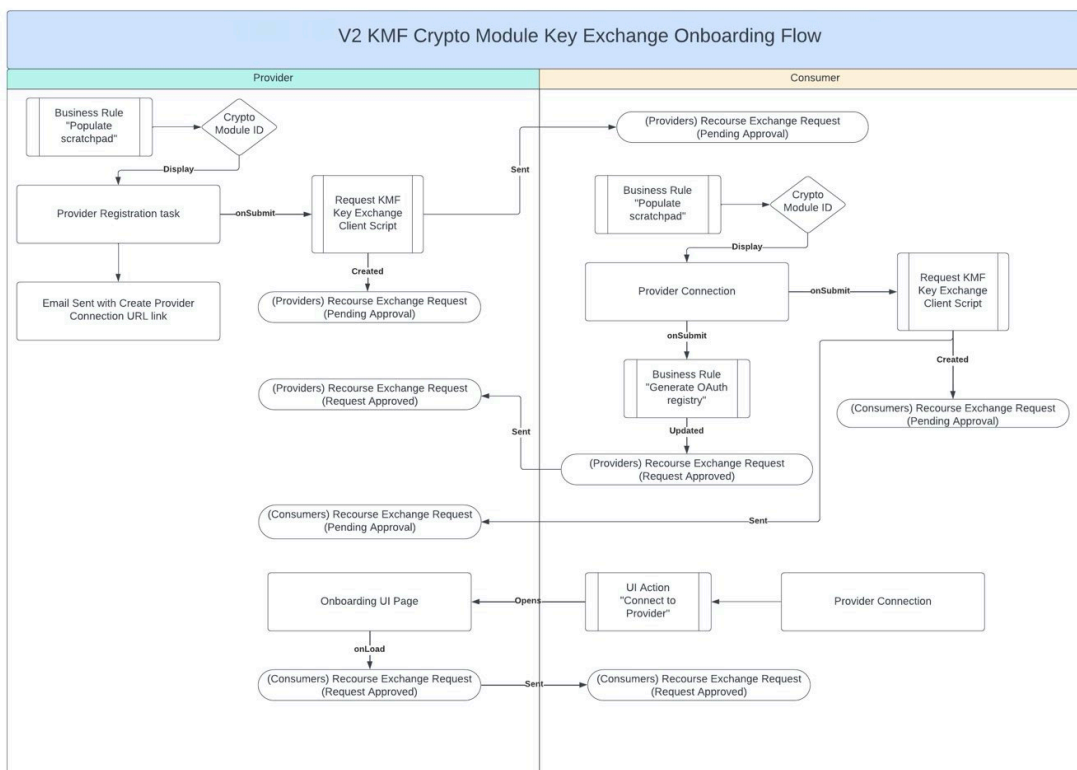 V2 KMF Crypto Module Key Exchange Onboarding Flow
Provider
Consumer
Business Rule
"Populate
scratchpad"
Crypto
Module ID
Display
Provider Registration task
onSubmit
Request KMF
Key Exchange
Client Script
Sent
(Providers) Recourse Exchange Request
(Pending Approval)
Created
(Providers) Recourse Exchange Request
(Pending Approval)
Email Sent with Create Provider
Connection URL link
Business Rule
"Populate
scratchpad"
Crypto
Module ID
Display
Provider Connection
onSubmit
Request KMF
Key Exchange
Client Script
onSubmit
Created
Business Rule
"Generate OAuth
registry"
(Consumers) Recourse Exchange Request
(Pending Approval)
Updated
(Providers) Recourse Exchange Request
(Request Approved)
Sent
(Providers) Recourse Exchange Request
(Request Approved)
(Consumers) Recourse Exchange Request
(Pending Approval)
Sent
Onboarding UI Page
Opens
UI Action
"Connect to
Provider"
Provider Connection
onLoad
(Consumers) Recourse Exchange Request
(Request Approved)
Sent
(Consumers) Recourse Exchange Request
(Request Approved)